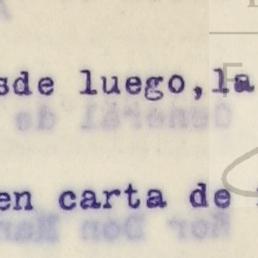 sde luego, la
en carta de